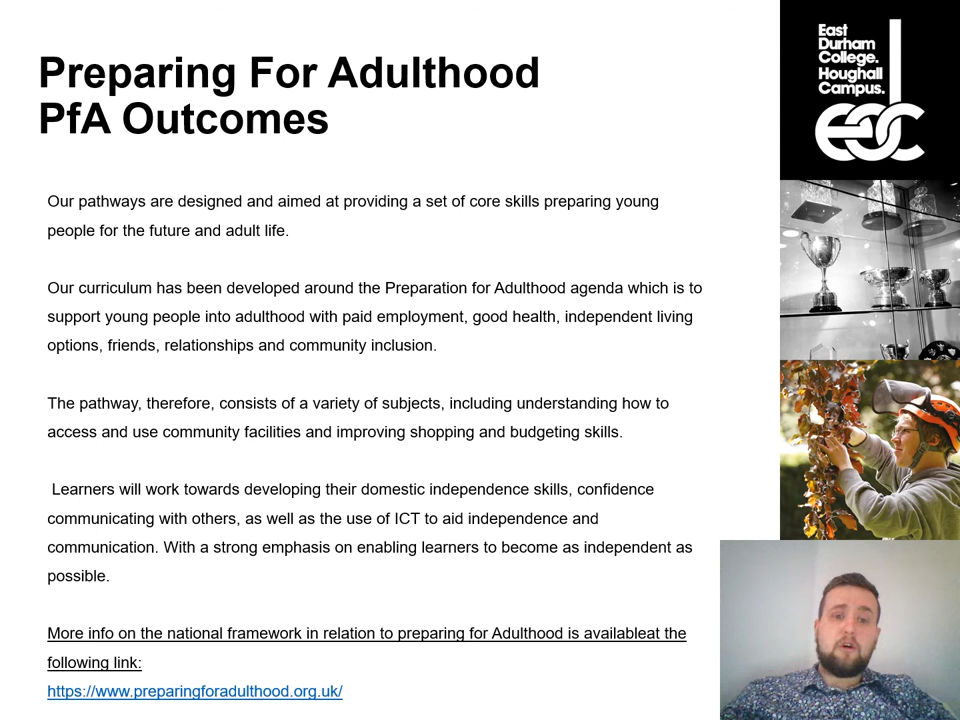 Preparing For Adulthood
PfA Outcomes
East
Durham
College.
Houghall
Campus.
edc
Our pathways are designed and aimed at providing a set of core skills preparing young
people for the future and adult life.
Our curriculum has been developed around the Preparation for Adulthood agenda which is to
support young people into adulthood with paid employment, good health, independent living
options, friends, relationships and community inclusion.
The pathway, therefore, consists of a variety of subjects, including understanding how to
access and use community facilities and improving shopping and budgeting skills.
Learners will work towards developing their domestic independence skills, confidence
communicating with others, as well as the use of ICT to aid independence and
communication. With a strong emphasis on enabling learners to become as independent as
possible.
More info on the national framework in relation to preparing for Adulthood is availableat the
following link:
https://www.preparingforadulthood.org.uk/